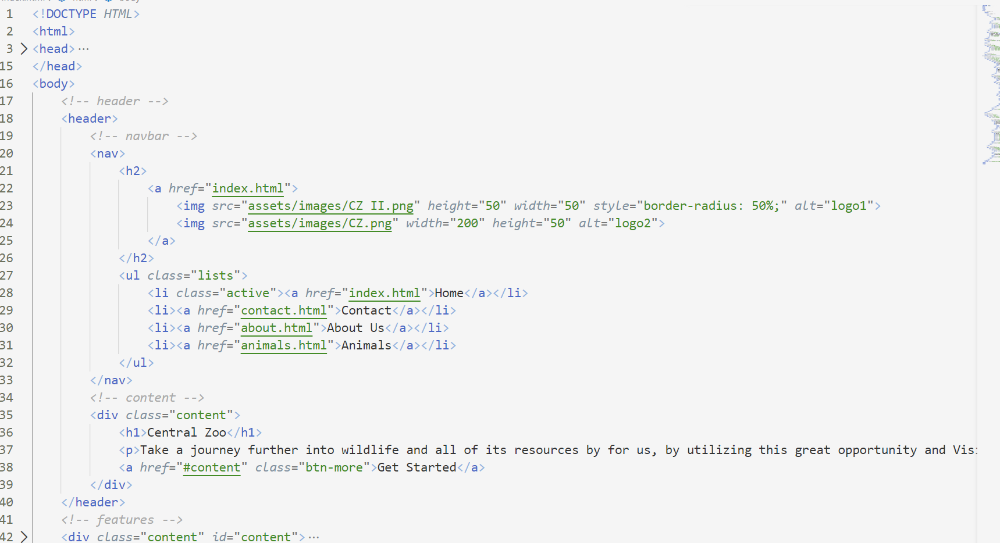 1 <!DOCTYPE HTML>
2 <html>
3 <head>···
15 </head>
16 <body>
17 <!-- header -->
18 <header>
19 <!-- navbar -->
20 <nav>
21 <h2>
22 <a href="index.html">
23 <img src="assets/images/CZ II.png" height="50" width="50" style="border-radius: 50%;" alt="logo1">
24 <img src="assets/images/CZ.png" width="200" height="50" alt="logo2">
25 </a>
26 </h2>
27 <ul class="lists">
28 <li class="active"><a href="index.html">Home</a></li>
29 <li><a href="contact.html">Contact</a></li>
30 <li><a href="about.html">About Us</a></li>
31 <li><a href="animals.html">Animals</a></li>
32 </ul>
33 </nav>
34 <!-- content -->
35 <div class="content">
36 <h1>Central Zoo</h1>
37 <p>Take a journey further into wildlife and all of its resources by for us, by utilizing this great opportunity and
38 <a href="#content" class="btn-more">Get Started</a>
39 </div>
40 </header>
41 <!-- features -->
42 <div class="content" id="content">···